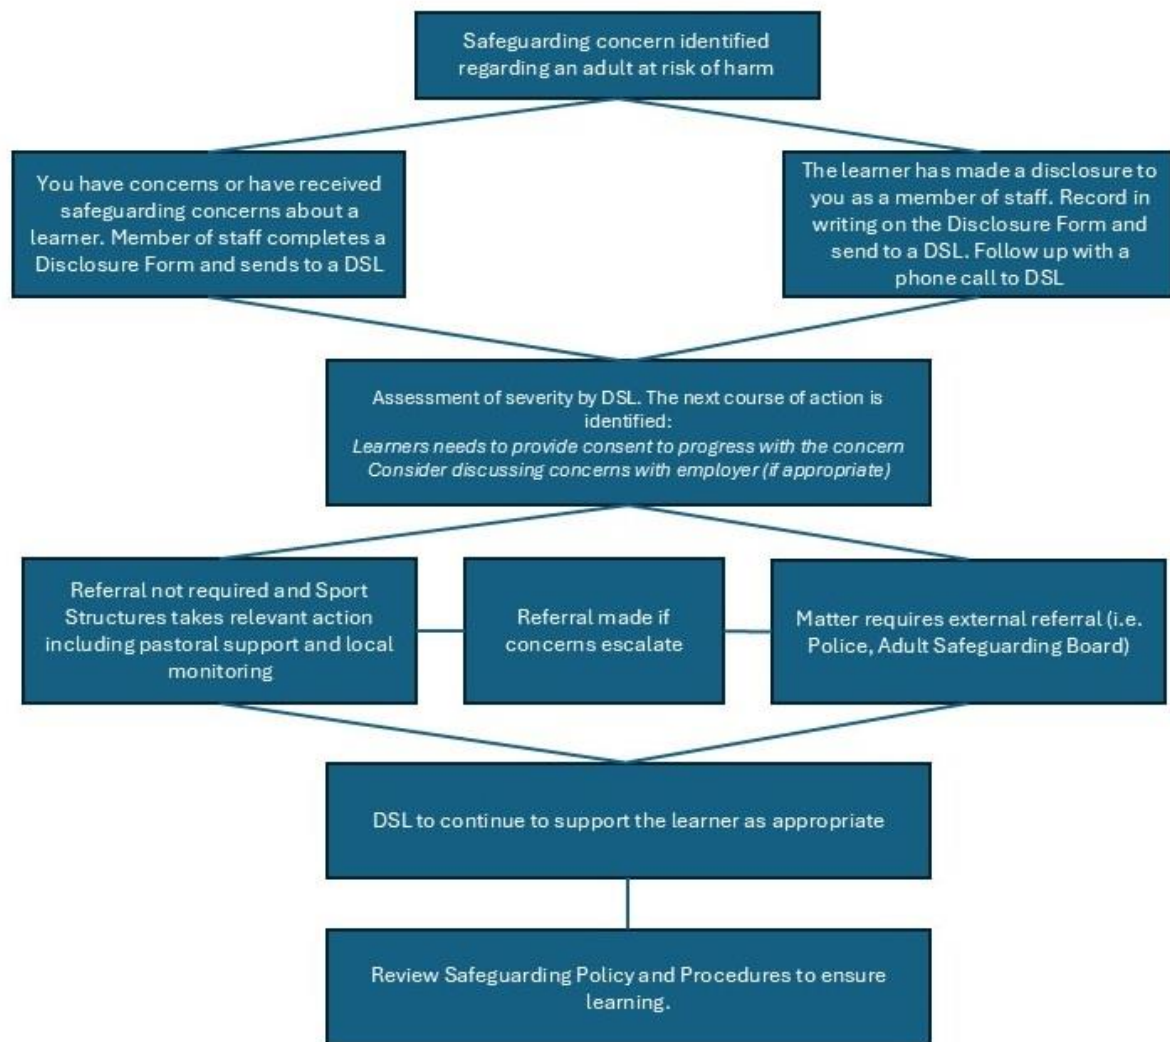 Safeguarding concern identified
regarding an adult at risk of harm
You have concerns or have received
safeguarding concerns about a
learner. Member of staff completes a
Disclosure Form and sends to a DSL
The learner has made a disclosure to
you as a member of staff. Record in
writing on the Disclosure Form and
send to a DSL. Follow up with a
phone call to DSL
Assessment of severity by DSL. The next course of action is
identified:
Learners needs to provide consent to progress with the concern
Consider discussing concerns with employer (if appropriate)
Referral not required and Sport
Structures takes relevant action
including pastoral support and local
monitoring
Referral made if
concerns escalate
Matter requires external referral (i.e.
Police, Adult Safeguarding Board)
DSL to continue to support the learner as appropriate
Review Safeguarding Policy and Procedures to ensure
learning.